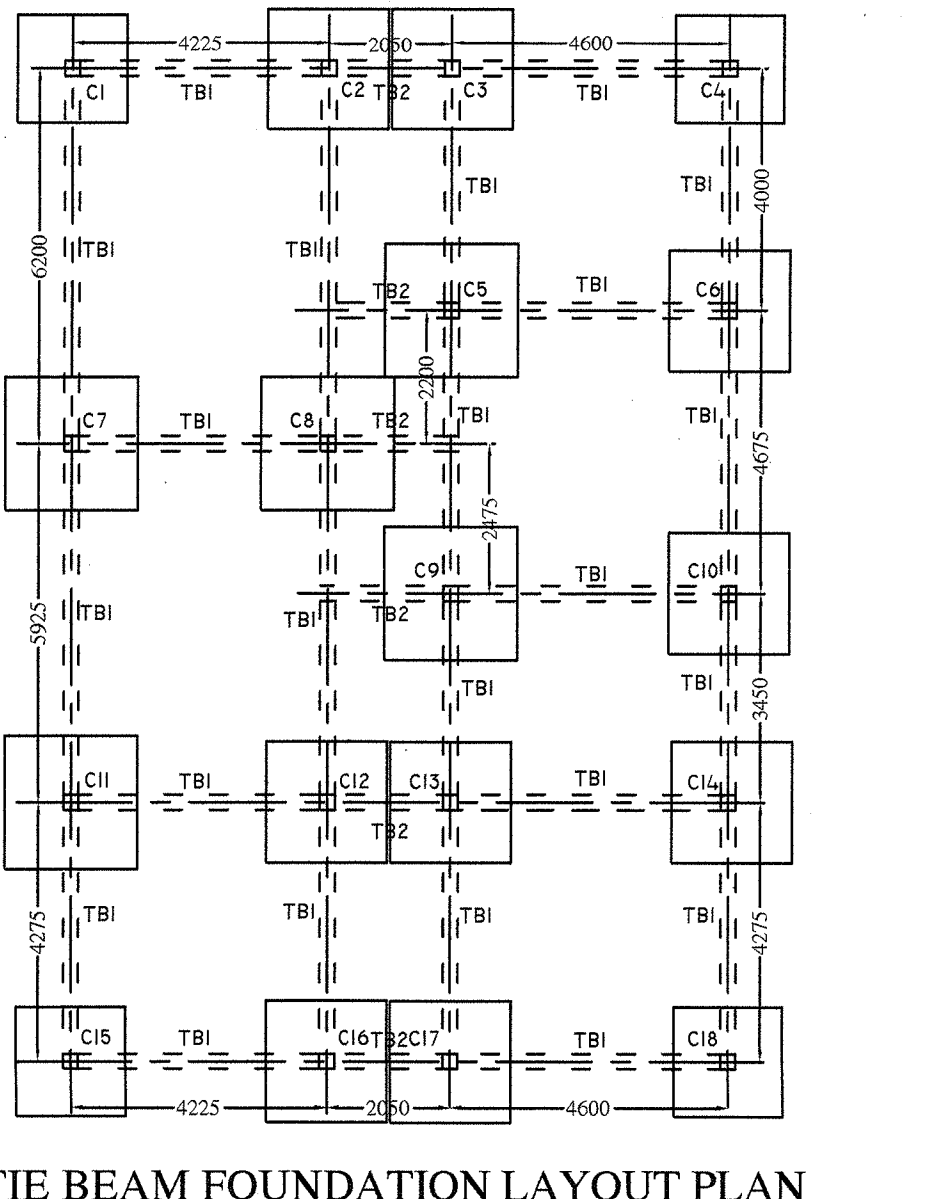 4225 2050 4600
C1 TB1 C2 TB2 C3 TB1 C4
TB1 TB1 4000
6200 TB1 TB1
TB2 C5 TB1 C6
2200
C7 TB1 C8 TB2 TB1 TB1
4675
2475
C9 TB1 C10
5925 TB1 TB1 TB2
TB1 TB1 3450
C11 TB1 C12 C13 TB1 C14
TB2
4275 TB1 TB1 TB1 TB1 4275
C15 TB1 C16 TB2 C17 TB1 C18
4225 2050 4600
TIE BEAM FOUNDATION LAYOUT PLAN